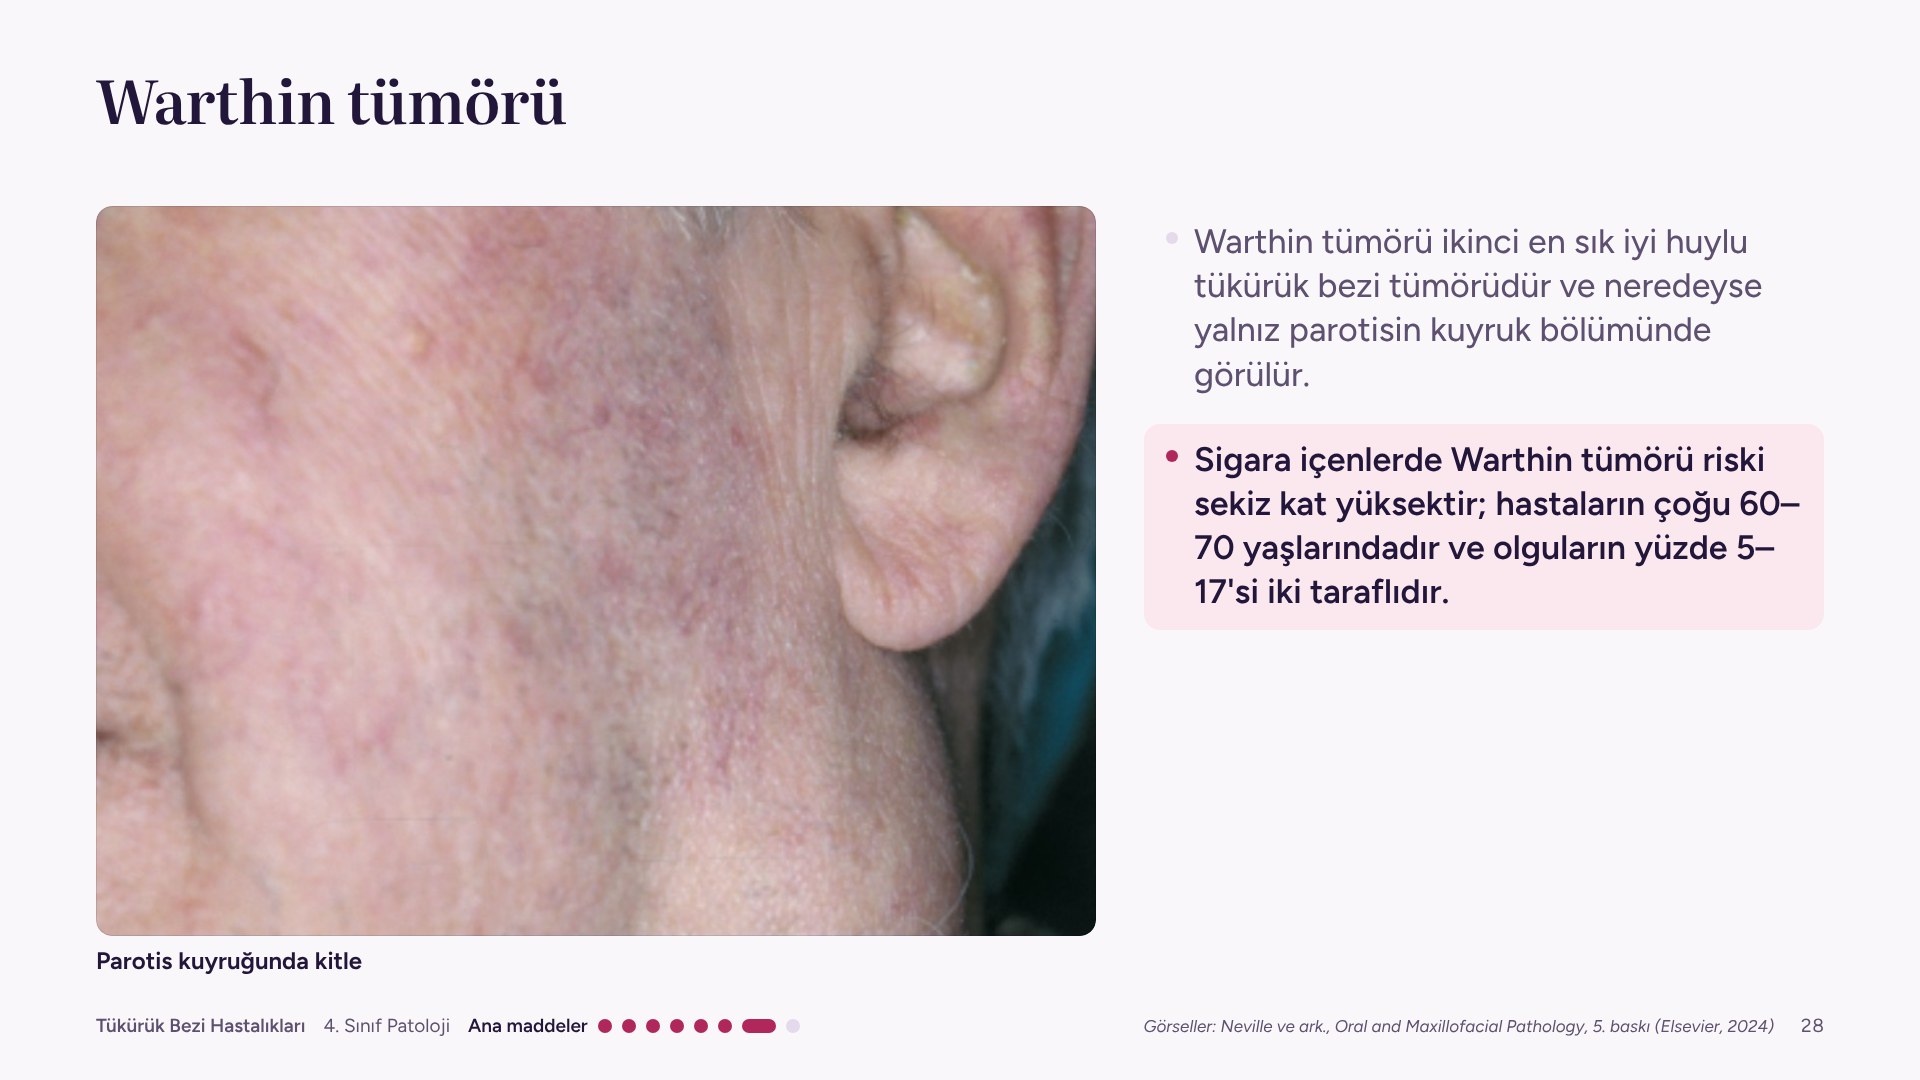 Warthin tümörü
Warthin tümörü ikinci en sık iyi huylu
tükürük bezi tümörüdür ve neredeyse
yalnız parotisin kuyruk bölümünde
görülür.
Sigara içenlerde Warthin tümörü riski
sekiz kat yüksektir; hastaların çoğu 60–
70 yaşlarındadır ve olguların yüzde 5–
17'si iki taraflıdır.
Parotis kuyruğunda kitle
Tükürük Bezi Hastalıkları 4. Sınıf Patoloji Ana maddeler
Görseller: Neville ve ark., Oral and Maxillofacial Pathology, 5. baskı (Elsevier, 2024) 28